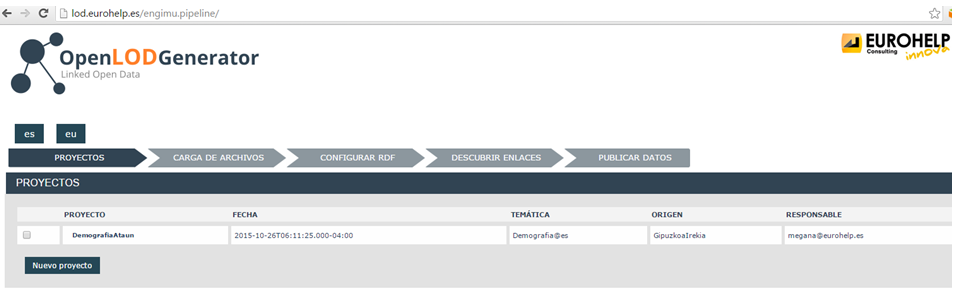 lod.eurohelp.es/engimu.pipeline/
OpenLODGenerator
Linked Open Data
EUROHELP
Consulting innova
es eu
PROYECTOS CARGA DE ARCHIVOS CONFIGURAR RDF DESCUBRIR ENLACES PUBLICAR DATOS
PROYECTOS
PROYECTO FECHA TEMÁTICA ORIGEN RESPONSABLE
DemografiaAtaun 2015-10-26T06:11:25.000-04:00 Demografia@es GipuzkoaIrekia megana@eurohelp.es
Nuevo proyecto